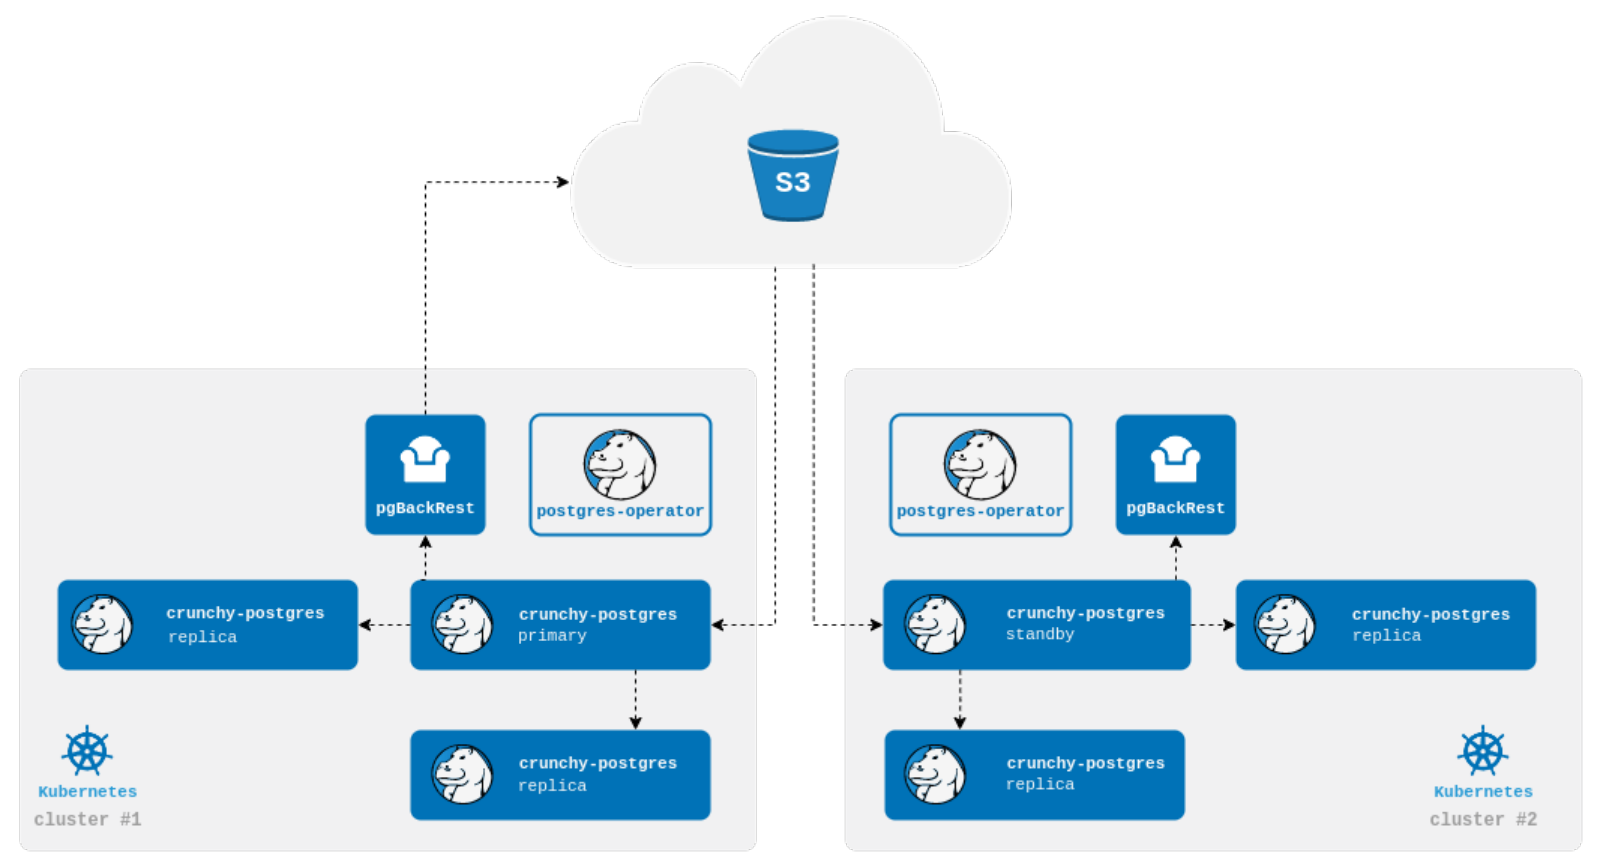 S3
pgBackRest
postgres-operator
crunchy-postgres
replica
crunchy-postgres
primary
crunchy-postgres
replica
Kubernetes
cluster #1
postgres-operator
pgBackRest
crunchy-postgres
standby
crunchy-postgres
replica
crunchy-postgres
replica
Kubernetes
cluster #2